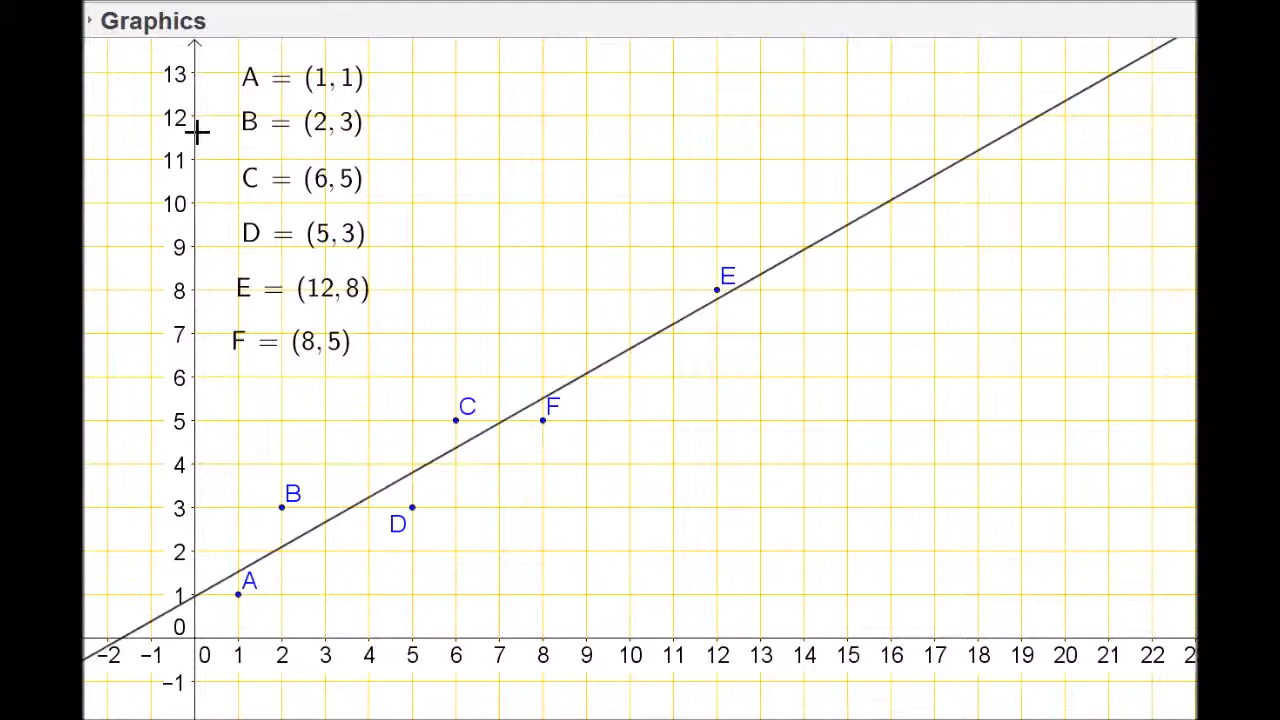 Graphics
13
A = (1, 1)
12
B = (2, 3)
11
C = (6, 5)
10
9
D = (5, 3)
8
E = (12, 8)
E
7
F = (8, 5)
6
5
C
F
4
3
B
D
2
1
A
0
−2 −1 0 1 2 3 4 5 6 7 8 9 10 11 12 13 14 15 16 17 18 19 20 21 22
−1